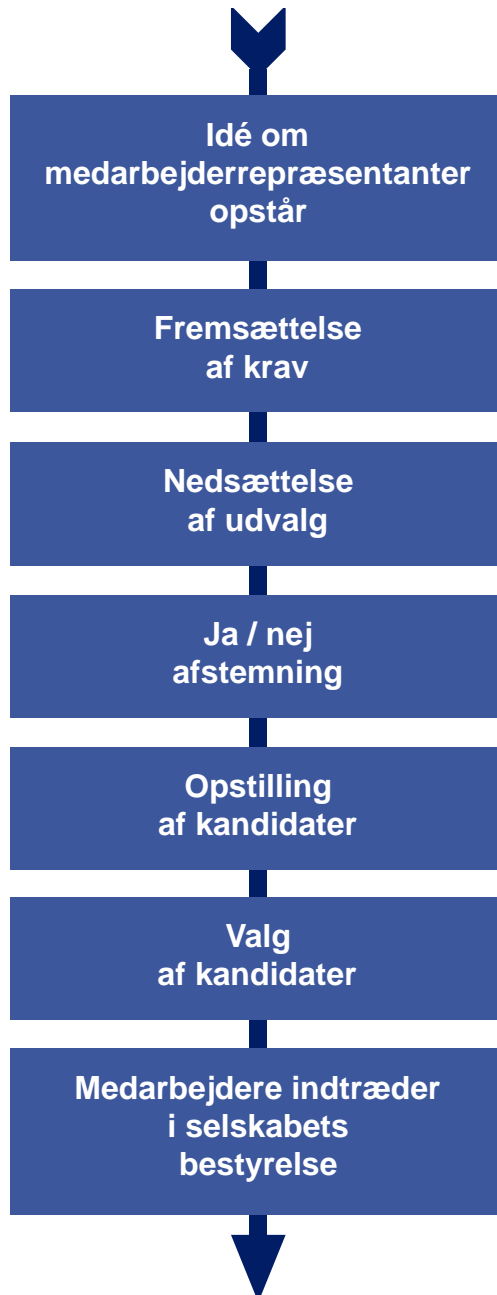 Idé om
medarbejderrepræsentanter
opstår
Fremsættelse
af krav
Nedsættelse
af udvalg
Ja / nej
afstemning
Opstilling
af kandidater
Valg
af kandidater
Medarbejdere indtræder
i selskabets
bestyrelse